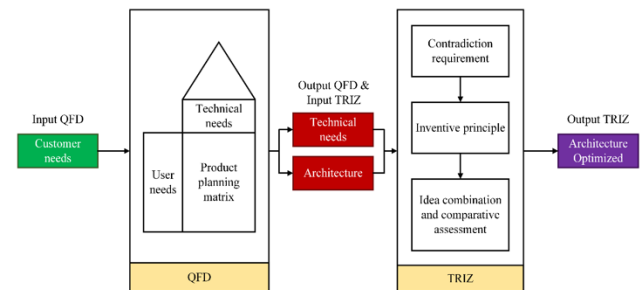 Input QFD
Customer
needs
Technical
needs
User
needs
Product
planning
matrix
QFD
Output QFD &
Input TRIZ
Technical
needs
Architecture
Contradiction
requirement
Inventive principle
Idea combination
and comparative
assessment
TRIZ
Output TRIZ
Architecture
Optimized